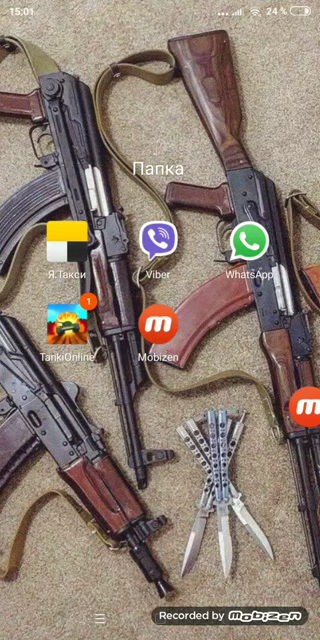 15:01
24 %
Папка
Я.Такси
Viber
WhatsApp
1
TankiOnline
Mobizen
Recorded by mobizen